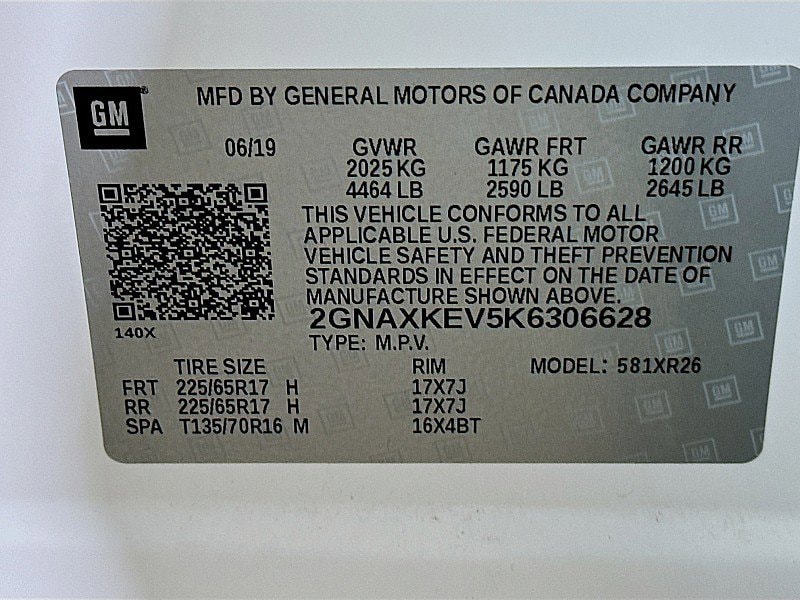 GM MFD BY GENERAL MOTORS OF CANADA COMPANY
06/19 GVWR GAWR FRT GAWR RR
2025 KG 1175 KG 1200 KG
4464 LB 2590 LB 2645 LB
THIS VEHICLE CONFORMS TO ALL
APPLICABLE U.S. FEDERAL MOTOR
VEHICLE SAFETY AND THEFT PREVENTION
STANDARDS IN EFFECT ON THE DATE OF
MANUFACTURE SHOWN ABOVE.
2GNAXKEV5K6306628
140X
TYPE: M.P.V.
TIRE SIZE RIM MODEL: 581XR26
FRT 225/65R17 H 17X7J
RR 225/65R17 H 17X7J
SPA T135/70R16 M 16X4BT